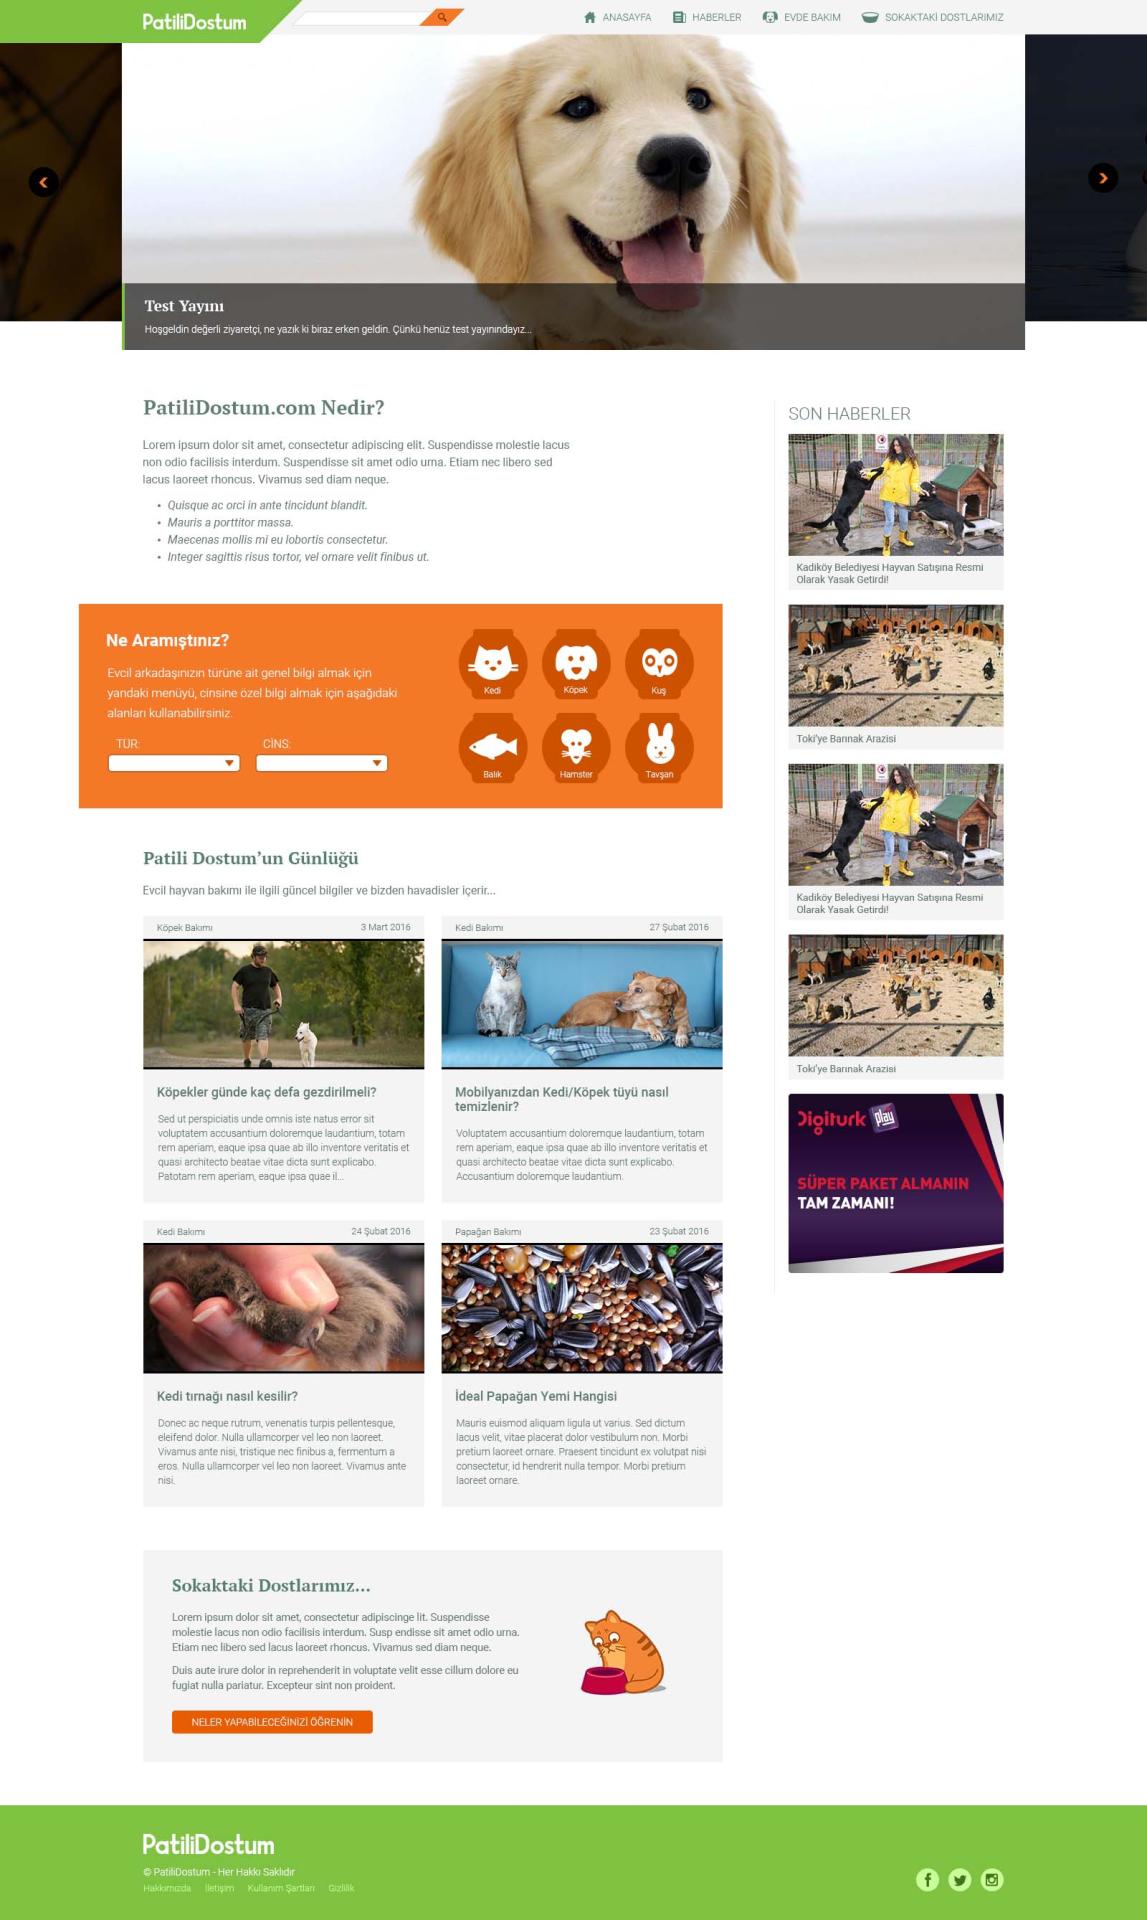 PatiliDostum
ANASAYFA
HABERLER
EVDE BAKIM
SOKAKTAKİ DOSTLARIMIZ
Test Yayını
Hoşgeldin değerli ziyaretçi, ne yazık ki biraz erken geldin. Çünkü henüz test yayınındayız...
PatiliDostum.com Nedir?
Lorem ipsum dolor sit amet, consectetur adipiscing elit. Suspendisse molestie lacus
non odio facilisis interdum. Suspendisse sit amet odio urna. Etiam nec libero sed
lacus laoreet rhoncus. Vivamus sed diam neque.
• Quisque ac orci in ante tincidunt blandit.
• Mauris a porttitor massa.
• Maecenas mollis mi eu lobortis consectetur.
• Integer sagittis risus tortor, vel ornare velit finibus ut.
Ne Aramıştınız?
Evcil arkadaşınızın türüne ait genel bilgi almak için
yandaki menüyü, cinsine özel bilgi almak için aşağıdaki
alanları kullanabilirsiniz.
TÜR:
CİNS:
Kedi
Köpek
Kuş
Balık
Hamster
Tavşan
Patili Dostum'un Günlüğü
Evcil hayvan bakımı ile ilgili güncel bilgiler ve bizden havadisler içerir...
Köpek Bakımı
3 Mart 2016
Köpekler günde kaç defa gezdirilmeli?
Sed ut perspiciatis unde omnis iste natus error sit
voluptatem accusantium doloremque laudantium, totam
rem aperiam, eaque ipsa quae ab illo inventore veritatis et
quasi architecto beatae vitae dicta sunt explicabo.
Patotam rem aperiam, eaque ipsa quae il...
Kedi Bakımı
27 Şubat 2016
Mobilyanızdan Kedi/Köpek tüyü nasıl
temizlenir?
Voluptatem accusantium doloremque laudantium, totam
rem aperiam, eaque ipsa quae ab illo inventore veritatis et
quasi architecto beatae vitae dicta sunt explicabo.
Accusantium doloremque laudantium.
Kedi Bakımı
24 Şubat 2016
Kedi tırnağı nasıl kesilir?
Donec ac neque rutrum, venenatis turpis pellentesque,
eleifend dolor. Nulla ullamcorper vel leo non laoreet.
Vivamus ante nisi, tristique nec finibus a, fermentum a
eros. Nulla ullamcorper vel leo non laoreet. Vivamus ante
nisi.
Papağan Bakımı
23 Şubat 2016
İdeal Papağan Yemi Hangisi
Mauris euismod aliquam ligula ut varius. Sed dictum
lacus velit, vitae placerat dolor vestibulum non. Morbi
pretium laoreet ornare. Praesent tincidunt ex volutpat nisi
consectetur, id hendrerit nulla tempor. Morbi pretium
laoreet ornare.
Sokaktaki Dostlarımız...
Lorem ipsum dolor sit amet, consectetur adipiscinge lit. Suspendisse
molestie lacus non odio facilisis interdum. Susp endisse sit amet odio urna.
Etiam nec libero sed lacus laoreet rhoncus. Vivamus sed diam neque.
Duis aute irure dolor in reprehenderit in voluptate velit esse cillum dolore eu
fugiat nulla pariatur. Excepteur sint non proident.
NELER YAPABİLECEĞİNİZİ ÖĞRENİN
SON HABERLER
Kadiköy Belediyesi Hayvan Satışına Resmi
Olarak Yasak Getirdi!
Toki'ye Barınak Arazisi
Kadiköy Belediyesi Hayvan Satışına Resmi
Olarak Yasak Getirdi!
Toki'ye Barınak Arazisi
Digiturk play
SÜPER PAKET ALMANIN
TAM ZAMANI!
PatiliDostum
© PatiliDostum - Her Hakkı Saklıdır
Hakkımızda
İletişim
Kullanım Şartları
Gizlilik